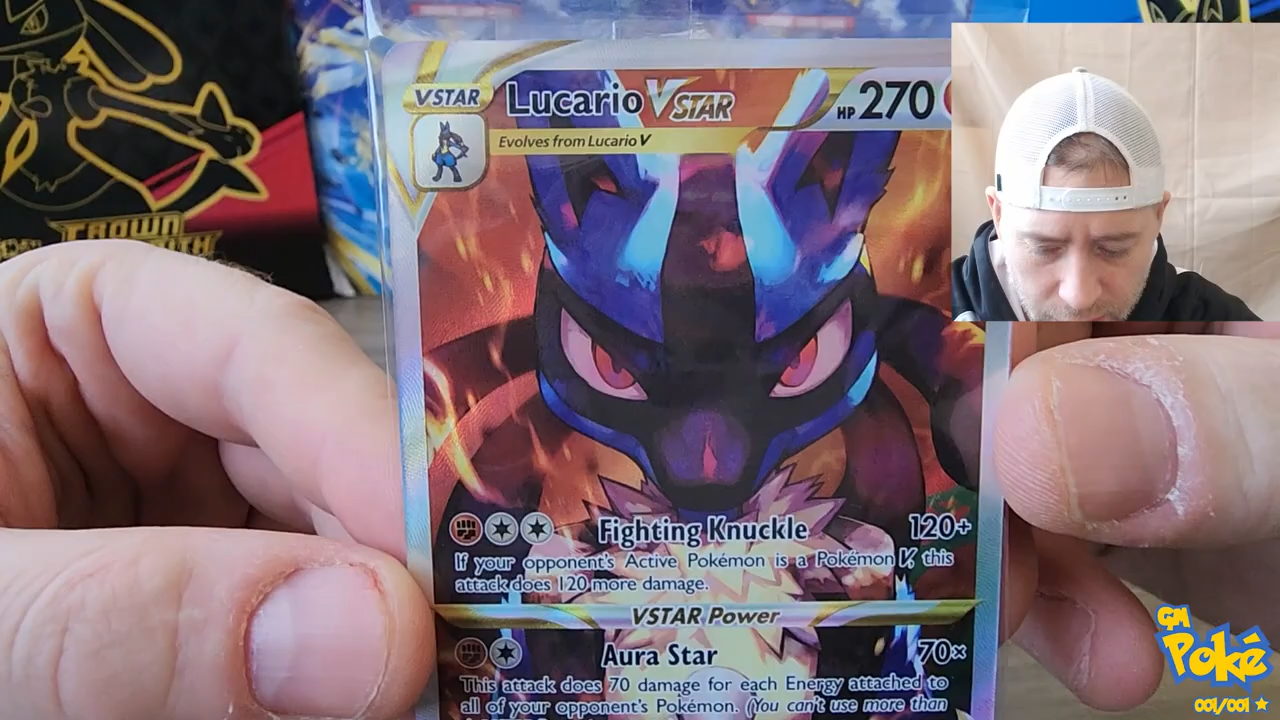 VSTAR
Lucario VSTAR
HP 270
Evolves from Lucario V
CROWN
Fighting Knuckle 120+
If your opponent's Active Pokémon is a Pokémon V, this
attack does 120 more damage.
VSTAR Power
Aura Star 70×
This attack does 70 damage for each Energy attached to
all of your opponent's Pokémon. (You can't use more than
Poké
001/001